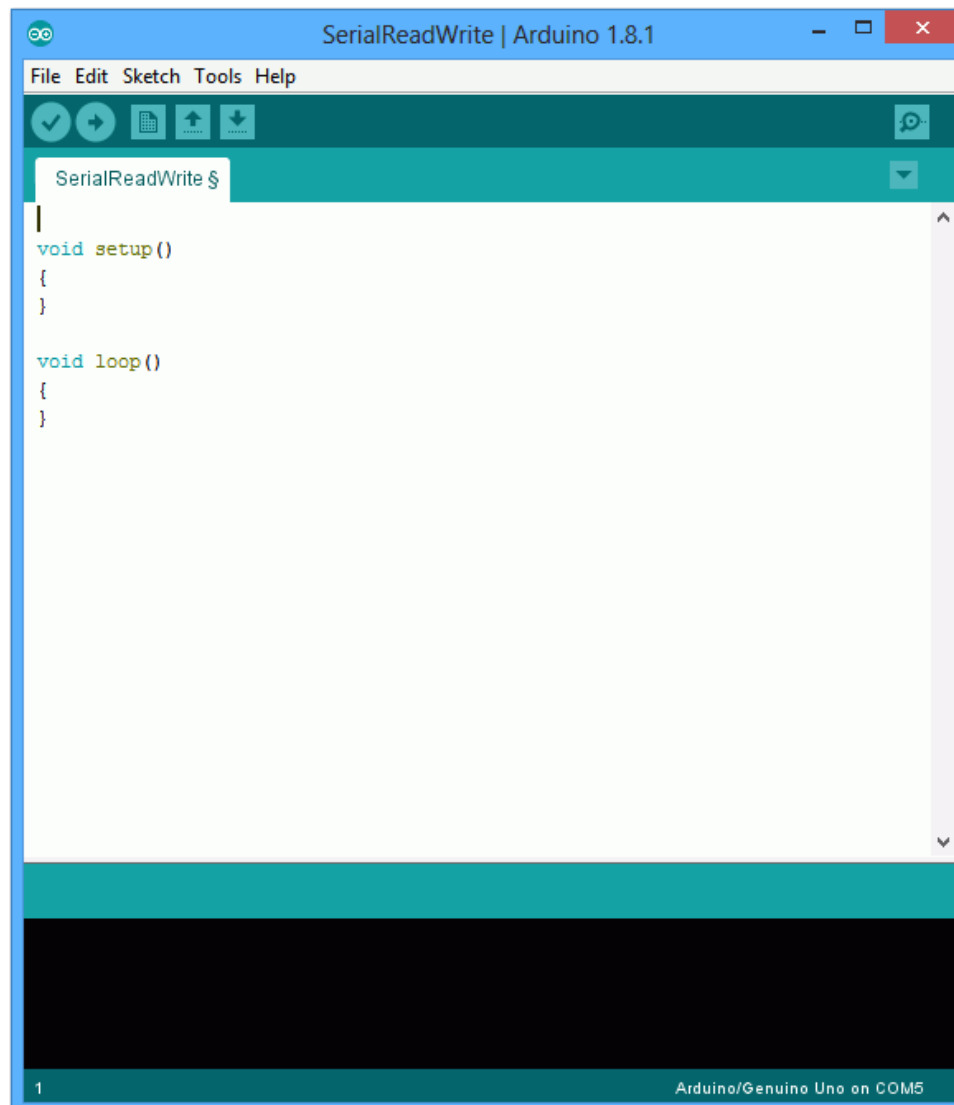 SerialReadWrite | Arduino 1.8.1
File Edit Sketch Tools Help
SerialReadWrite §
void setup()
{
}
void loop()
{
}
1
Arduino/Genuino Uno on COM5